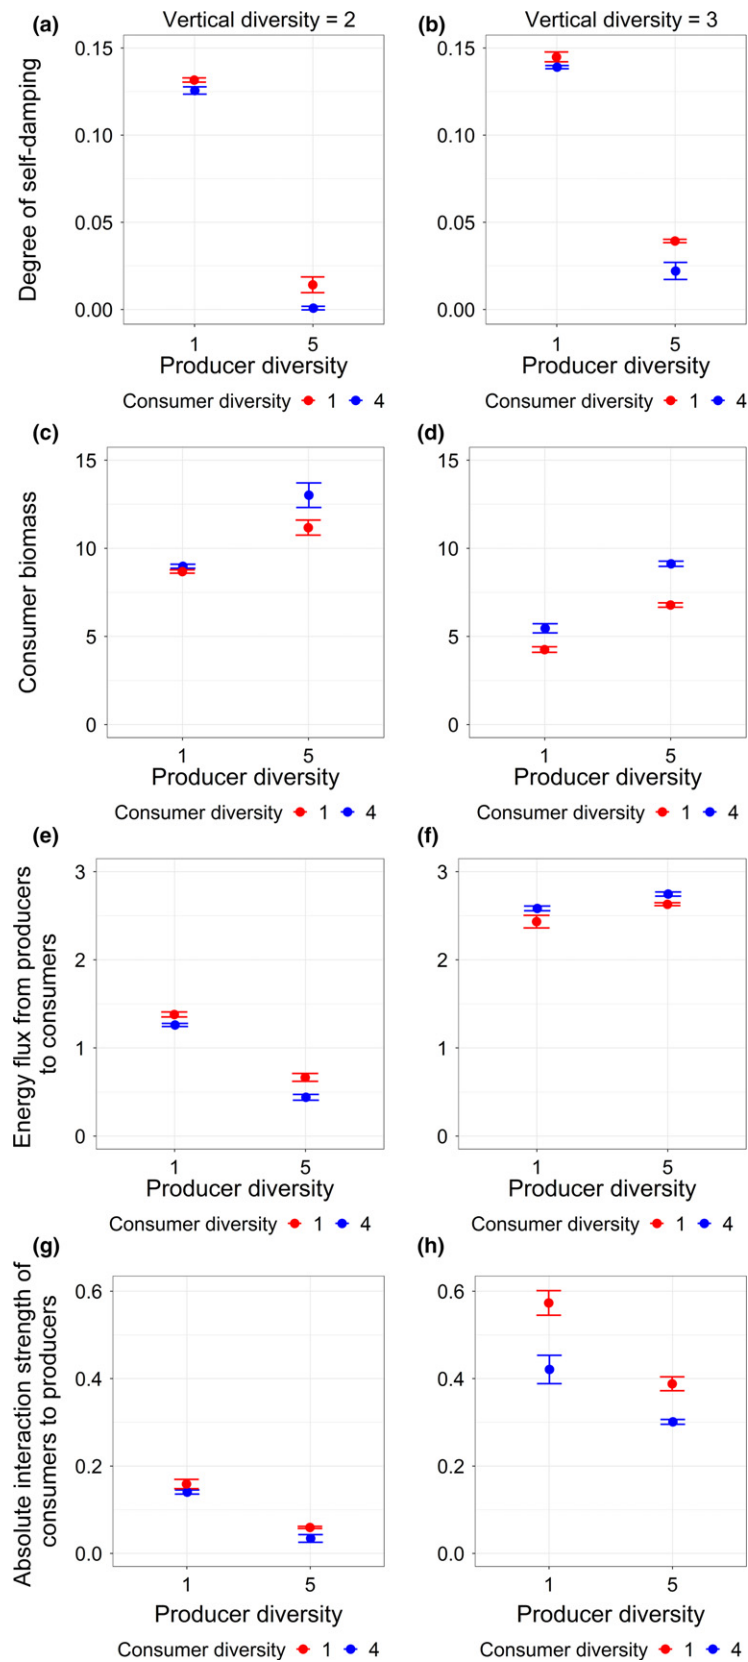 (a) Vertical diversity = 2
(b) Vertical diversity = 3
Degree of self-damping
0.15
0.10
0.05
0.00
1 5
Producer diversity
Consumer diversity 1 4
0.15
0.10
0.05
0.00
1 5
Producer diversity
Consumer diversity 1 4
(c)
Consumer biomass
15
10
5
0
1 5
Producer diversity
Consumer diversity 1 4
(d)
15
10
5
0
1 5
Producer diversity
Consumer diversity 1 4
(e)
Energy flux from producers
to consumers
3
2
1
0
1 5
Producer diversity
Consumer diversity 1 4
(f)
3
2
1
0
1 5
Producer diversity
Consumer diversity 1 4
(g)
Absolute interaction strength of
consumers to producers
0.6
0.4
0.2
0.0
1 5
Producer diversity
Consumer diversity 1 4
(h)
0.6
0.4
0.2
0.0
1 5
Producer diversity
Consumer diversity 1 4